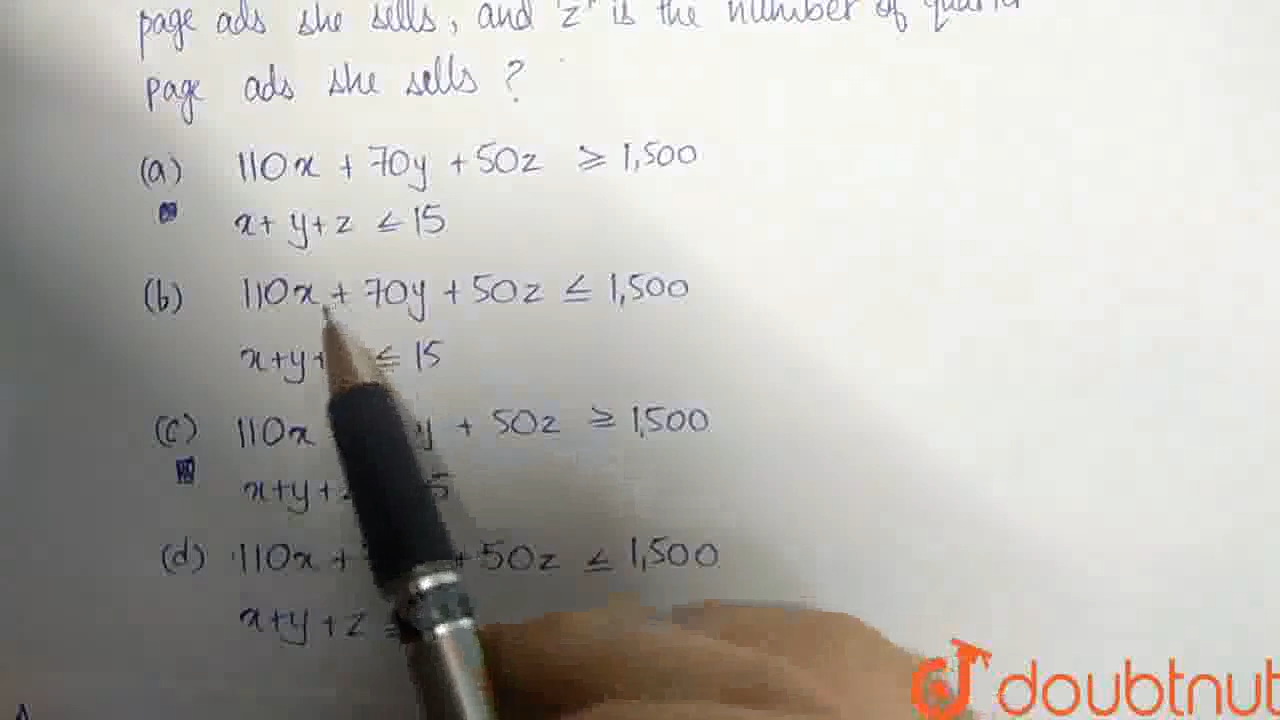 page ads she sells, and 'z' is the number of
page ads she sells ?
(a) 110x + 70y + 50z ≥ 1,500
x + y + z ≤ 15
(b) 110x + 70y + 50z ≤ 1,500
x + y + ≤ 15
(c) 110x y + 50z ≥ 1,500
x + y +
(d) 110x + + 50z ≤ 1,500
x + y + z
doubtnut